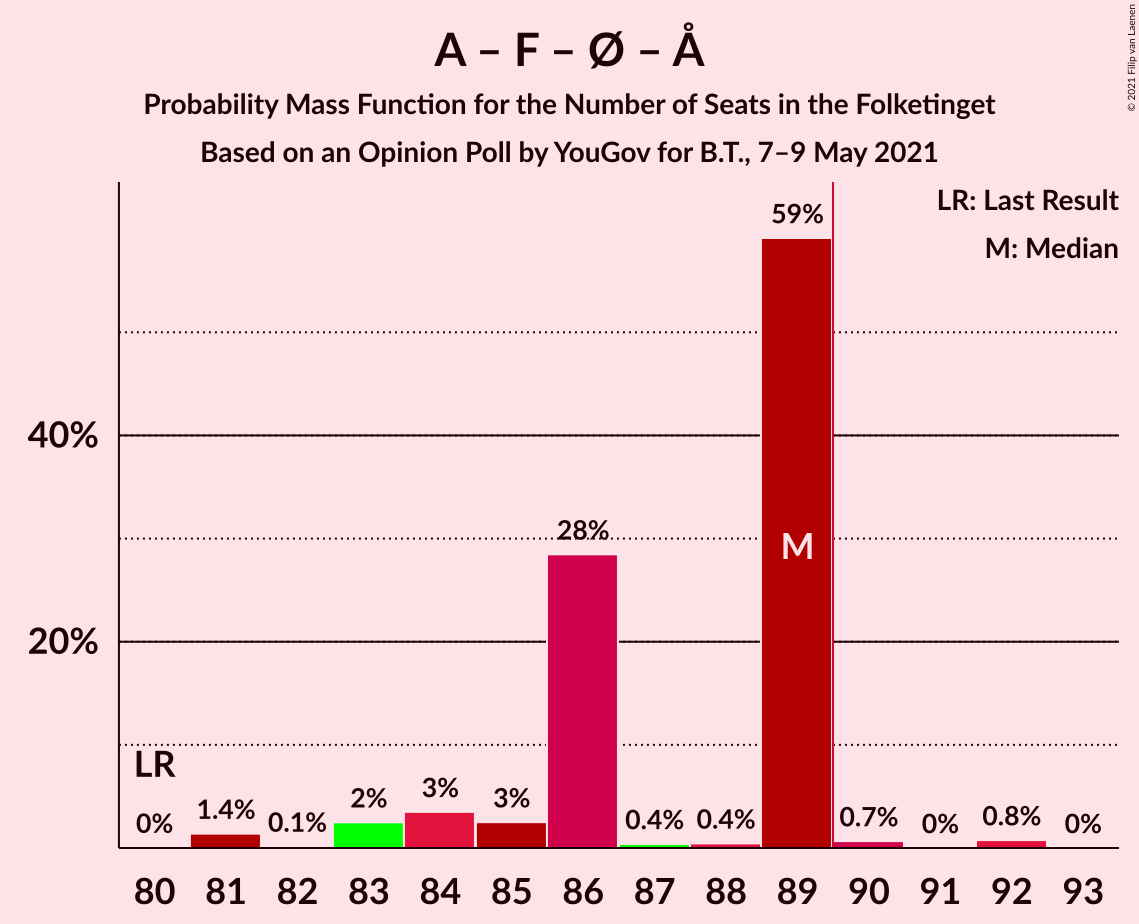 A – F – Ø – Å
Probability Mass Function for the Number of Seats in the Folketinget
Based on an Opinion Poll by YouGov for B.T., 7–9 May 2021
© 2021 Filip van Laenen
LR: Last Result
M: Median
59%
40%
28%
M
20%
LR
0% 1.4% 0.1% 2% 3% 3% 0.4% 0.4% 0.7% 0% 0.8% 0%
80 81 82 83 84 85 86 87 88 89 90 91 92 93